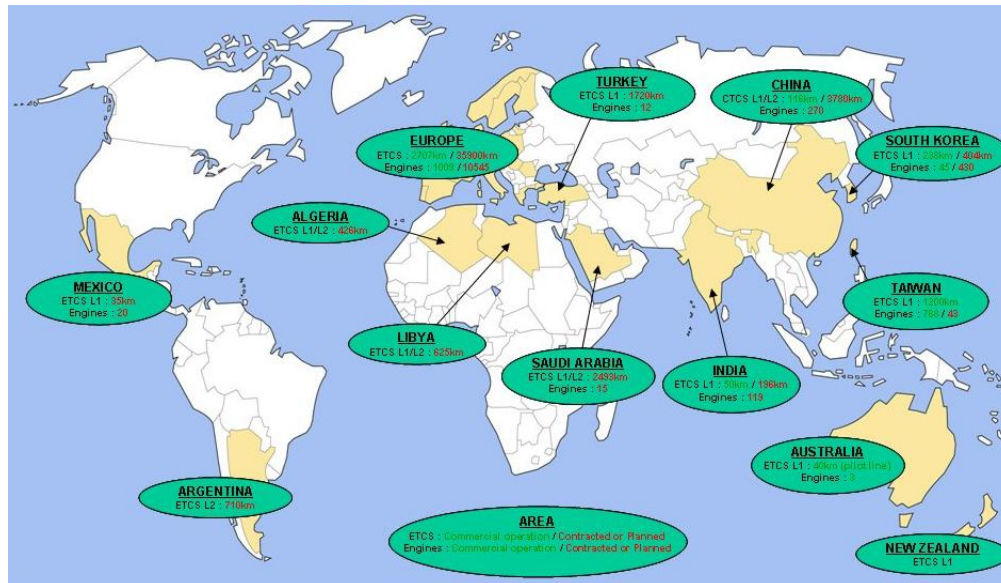 TURKEY
ETCS L1 : 1720km
Engines : 12
CHINA
CTCS L1/L2 : 116km / 3780km
Engines : 270
EUROPE
ETCS : 2707km / 35900km
Engines : 1009 / 10545
SOUTH KOREA
ETCS L1 : 238km / 404km
Engines : 45 / 430
ALGERIA
ETCS L1/L2 : 426km
MEXICO
ETCS L1 : 35km
Engines : 20
TAIWAN
ETCS L1 : 1200km
Engines : 768 / 43
LIBYA
ETCS L1/L2 : 625km
SAUDI ARABIA
ETCS L1/L2 : 2493km
Engines : 15
INDIA
ETCS L1 : 50km / 196km
Engines : 119
AUSTRALIA
ETCS L1 : 40km (pilot line)
Engines : 8
ARGENTINA
ETCS L2 : 710km
AREA
ETCS : Commercial operation / Contracted or Planned
Engines : Commercial operation / Contracted or Planned
NEW ZEALAND
ETCS L1